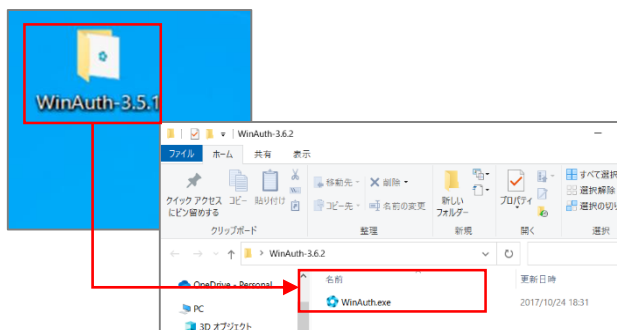 WinAuth-3.5.1
WinAuth-3.6.2
ファイル ホーム 共有 表示
クイック アクセス
にピン留めする
コピー
貼り付け
移動先
コピー先
削除
名前の変更
新しい
フォルダー
プロパティ
すべて選択
選択解除
選択の切り
クリップボード 整理 新規 開く 選択
WinAuth-3.6.2
OneDrive - Personal
PC
3D オブジェクト
名前 更新日時
WinAuth.exe 2017/10/24 18:31